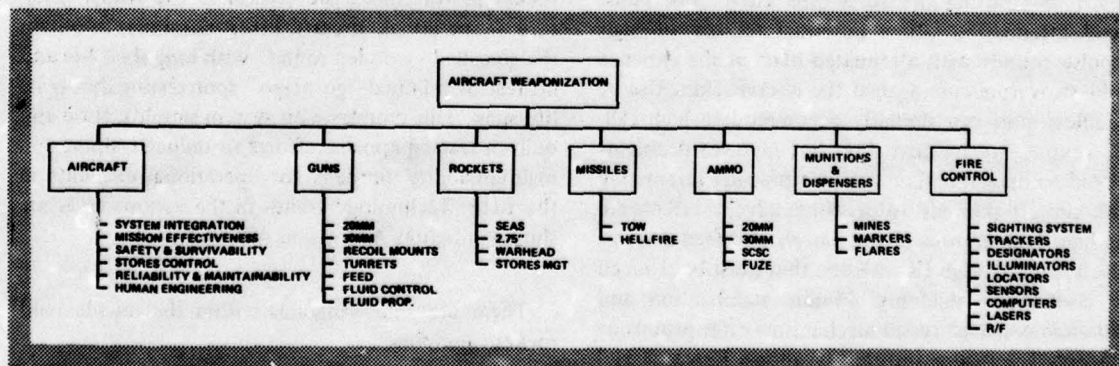 AIRCRAFT WEAPONIZATION
AIRCRAFT
SYSTEM INTEGRATION
MISSION EFFECTIVENESS
SAFETY & SURVIVABILITY
STORES CONTROL
RELIABILITY & MAINTAINABILITY
HUMAN ENGINEERING
GUNS
20MM
30MM
RECOIL MOUNTS
TURRETS
FEED
FLUID CONTROL
FLUID PROP.
ROCKETS
SEAS
2.75"
WARHEAD
STORES MGT
MISSILES
TOW
HELLFIRE
AMMO
20MM
30MM
SCSC
MUNITIONS
&
DISPENSERS
MINES
MARKERS
FLARES
FIRE
CONTROL
SIGHTING SYSTEM
TRACKERS
DESIGNATORS
ILLUMINATORS
LOCATORS
SENSORS
COMPUTERS
LASERS
R/F